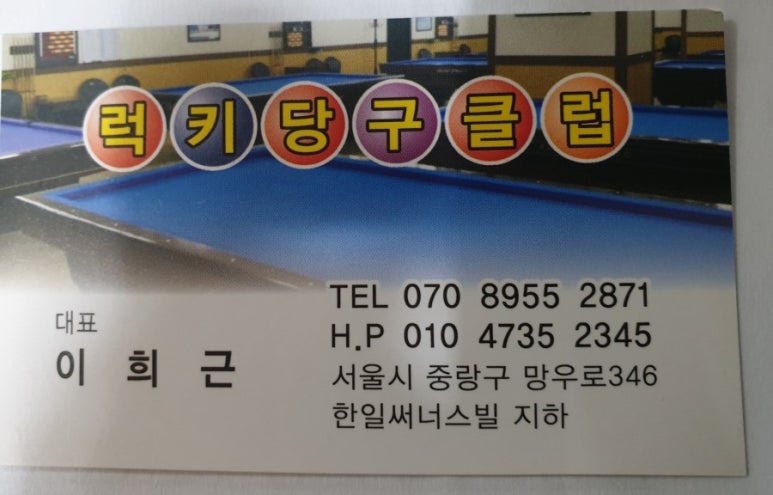 럭키당구클럽
대표
이 희 근
TEL 070 8955 2871
H.P 010 4735 2345
서울시 중랑구 망우로346
한일써너스빌 지하